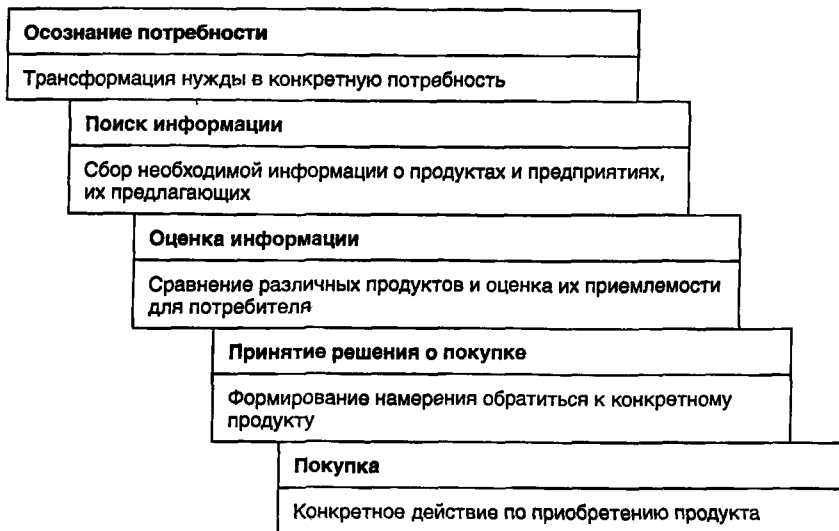 Осознание потребности
Трансформация нужды в конкретную потребность
Поиск информации
Сбор необходимой информации о продуктах и предприятиях,
их предлагающих
Оценка информации
Сравнение различных продуктов и оценка их приемлемости
для потребителя
Принятие решения о покупке
Формирование намерения обратиться к конкретному
продукту
Покупка
Конкретное действие по приобретению продукта